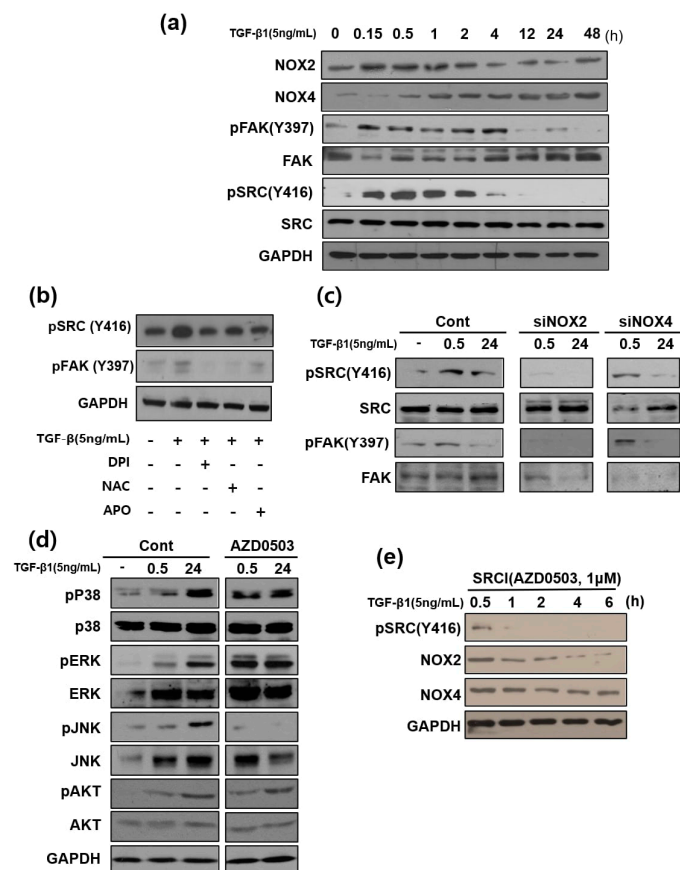 (a)
TGF-β1(5ng/mL) 0 0.15 0.5 1 2 4 12 24 48 (h)
NOX2
NOX4
pFAK(Y397)
FAK
pSRC(Y416)
SRC
GAPDH
(b)
pSRC (Y416)
pFAK (Y397)
GAPDH
TGF-β(5ng/mL) - + + + +
DPI - - + - -
NAC - - - + -
APO - - - - +
(c)
Cont siNOX2 siNOX4
TGF-β1(5ng/mL) - 0.5 24 0.5 24 0.5 24
pSRC(Y416)
SRC
pFAK(Y397)
FAK
(d)
Cont AZD0503
TGF-β1(5ng/mL) - 0.5 24 0.5 24
pP38
p38
pERK
ERK
pJNK
JNK
pAKT
AKT
GAPDH
(e)
SRCI(AZD0503, 1μM)
TGF-β1(5ng/mL) 0.5 1 2 4 6 (h)
pSRC(Y416)
NOX2
NOX4
GAPDH